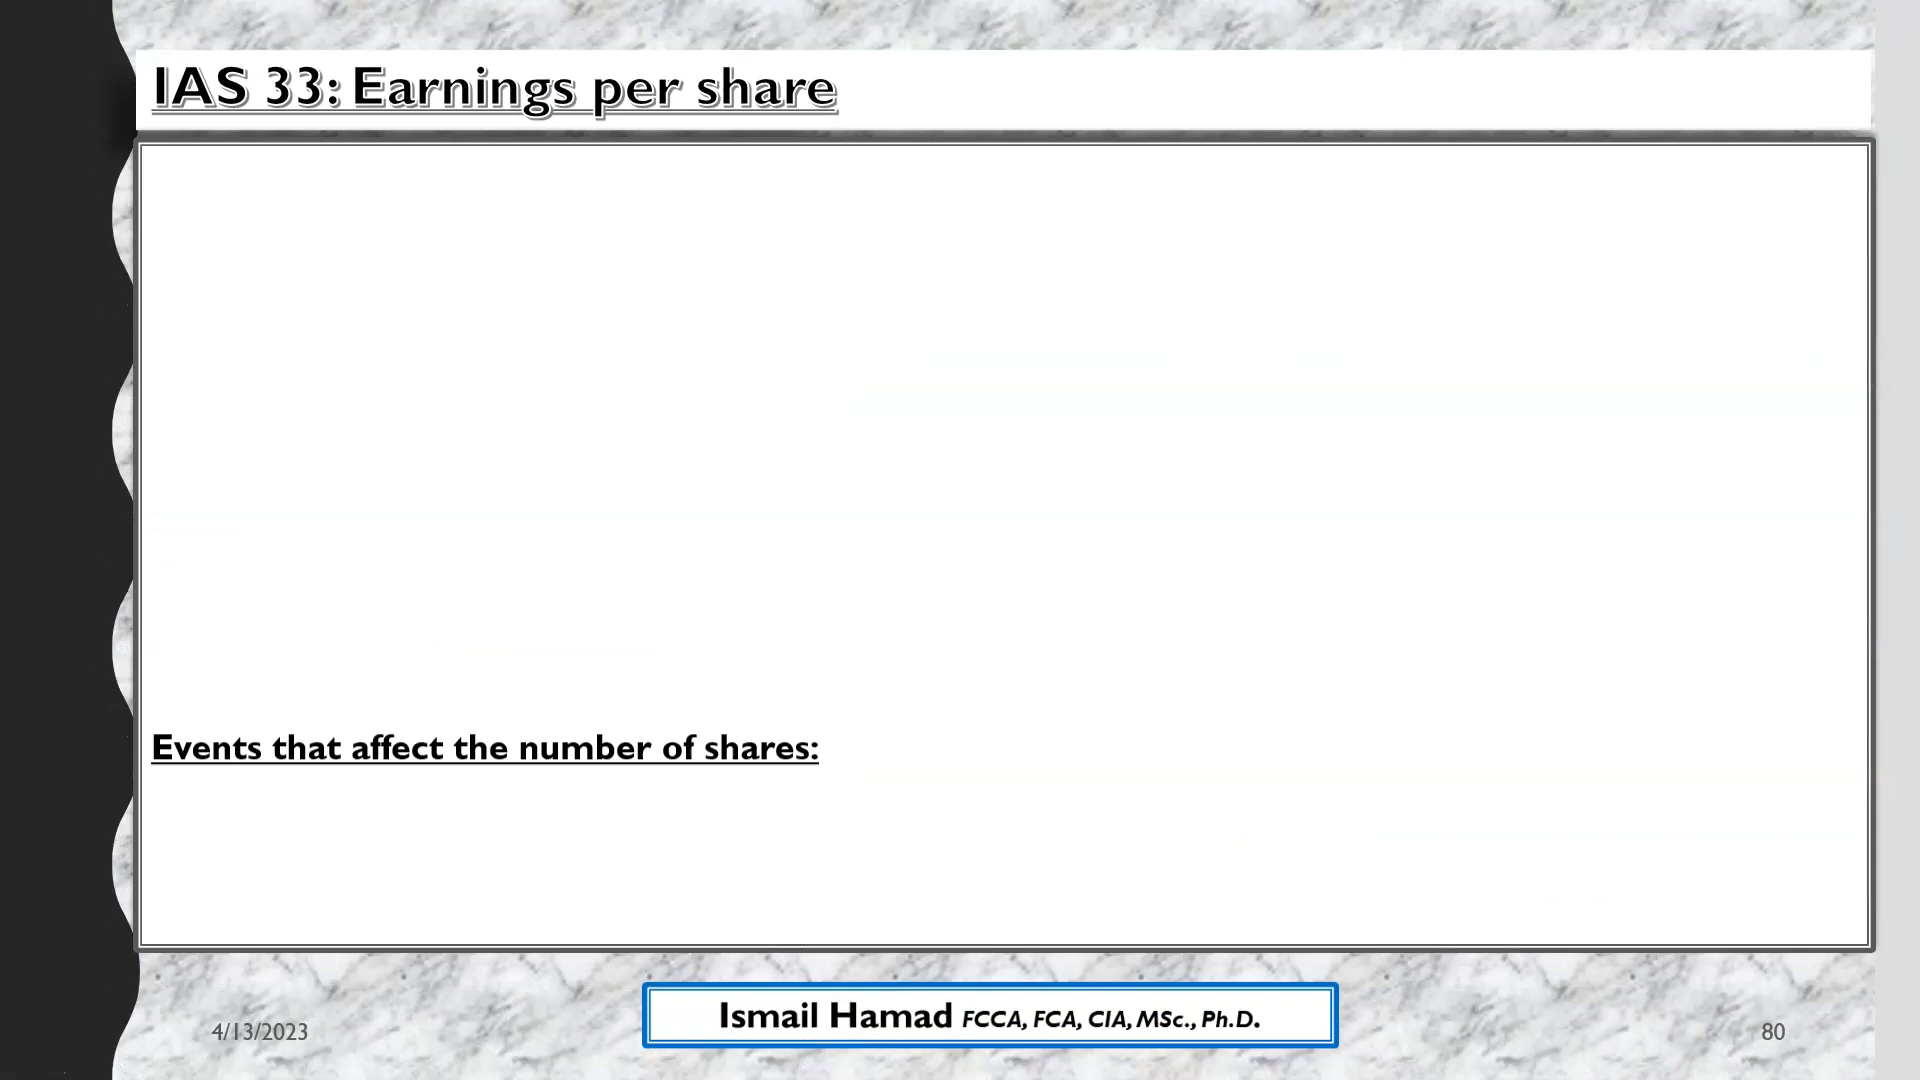 IAS 33: Earnings per share
Events that affect the number of shares:
4/13/2023
Ismail Hamad FCCA, FCA, CIA, MSc., Ph.D.
80